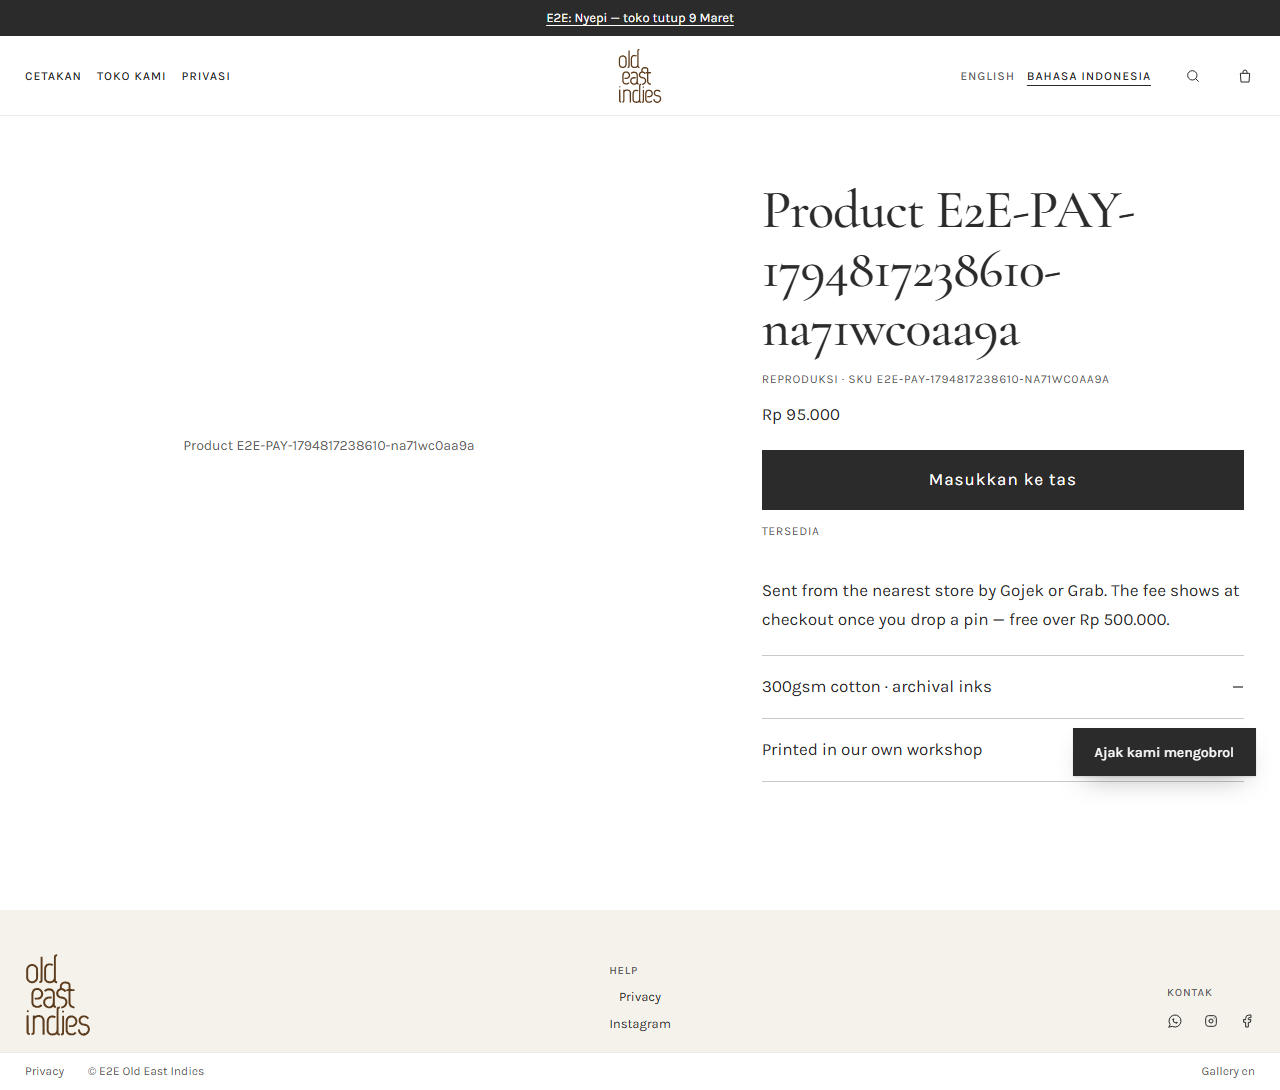 E2E: Nyepi — toko tutup 9 Maret
CETAKAN TOKO KAMI PRIVASI
old
east
indies
ENGLISH BAHASA INDONESIA
Product E2E-PAY-1794817238610-na71wc0aa9a
Product E2E-PAY-
1794817238610-
na71wc0aa9a
REPRODUKSI · SKU E2E-PAY-1794817238610-NA71WC0AA9A
Rp 95.000
Masukkan ke tas
TERSEDIA
Sent from the nearest store by Gojek or Grab. The fee shows at
checkout once you drop a pin — free over Rp 500.000.
300gsm cotton · archival inks
Printed in our own workshop
Ajak kami mengobrol
old
east
indies
HELP
Privacy
Instagram
KONTAK
Privacy © E2E Old East Indies
Gallery en